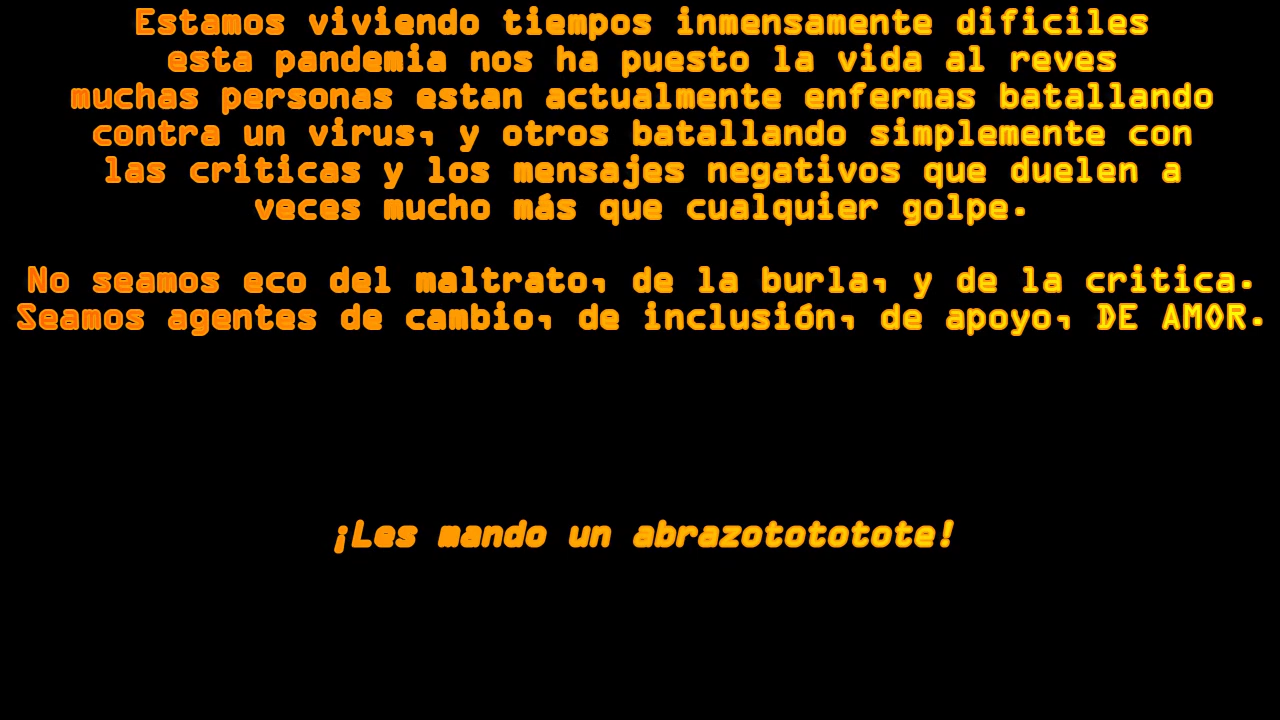 Estamos viviendo tiempos inmensamente dificiles
esta pandemia nos ha puesto la vida al reves
muchas personas estan actualmente enfermas batallando
contra un virus, y otros batallando simplemente con
las criticas y los mensajes negativos que duelen a
veces mucho más que cualquier golpe.
No seamos eco del maltrato, de la burla, y de la critica.
Seamos agentes de cambio, de inclusión, de apoyo, DE AMOR.
¡Les mando un abrazotototote!